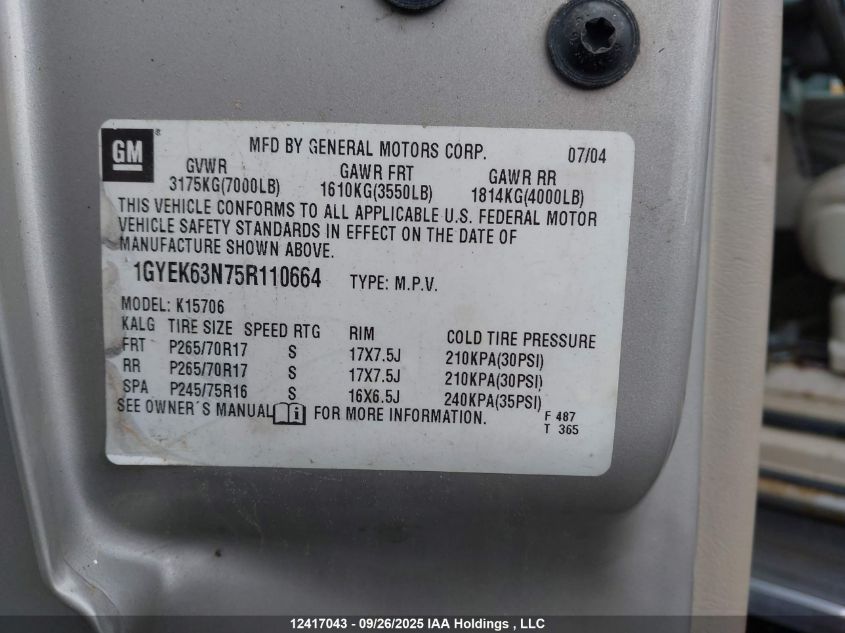 GM®
MFD BY GENERAL MOTORS CORP. 07/04
GVWR GAWR FRT GAWR RR
3175KG(7000LB) 1610KG(3550LB) 1814KG(4000LB)
THIS VEHICLE CONFORMS TO ALL APPLICABLE U.S. FEDERAL MOTOR
VEHICLE SAFETY STANDARDS IN EFFECT ON THE DATE OF
MANUFACTURE SHOWN ABOVE.
1GYEK63N75R110664 TYPE: M.P.V.
MODEL: K15706
KALG TIRE SIZE SPEED RTG RIM COLD TIRE PRESSURE
FRT P265/70R17 S 17X7.5J 210KPA(30PSI)
RR P265/70R17 S 17X7.5J 210KPA(30PSI)
SPA P245/75R16 S 16X6.5J 240KPA(35PSI)
SEE OWNER´S MANUAL i FOR MORE INFORMATION.
F 487
T 365
12417043 - 09/26/2025 IAA Holdings , LLC